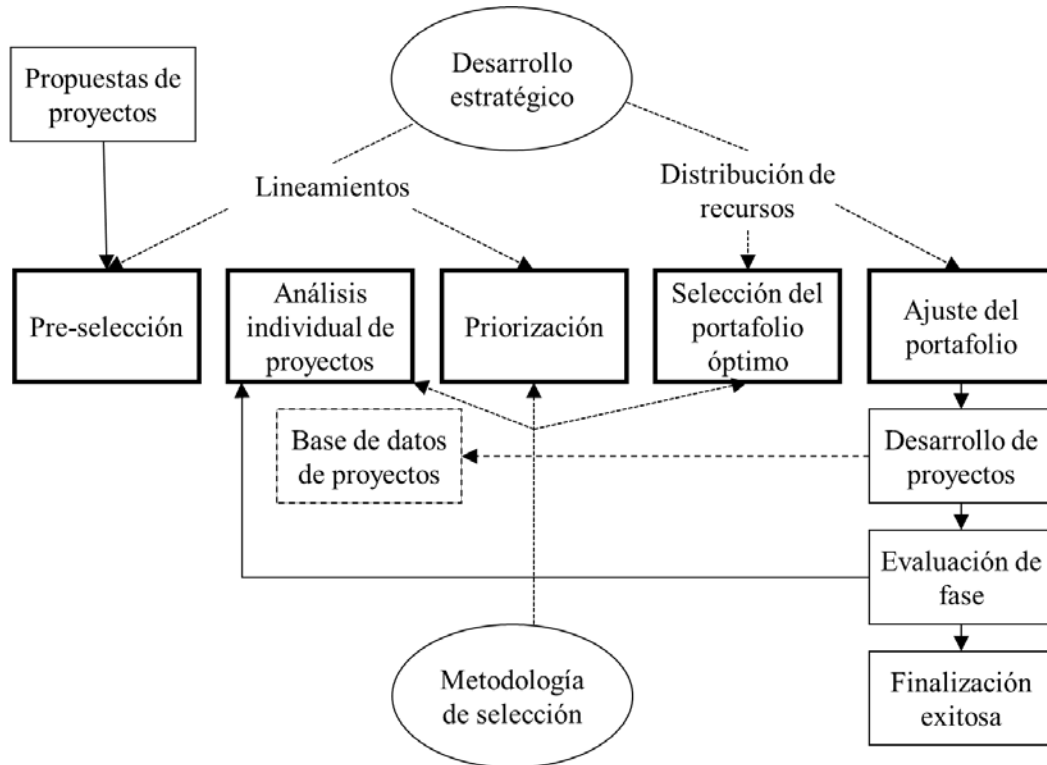 Propuestas de
proyectos
Desarrollo
estratégico
Lineamientos
Distribución de
recursos
Pre-selección
Análisis
individual de
proyectos
Priorización
Selección del
portafolio
óptimo
Ajuste del
portafolio
Base de datos
de proyectos
Desarrollo de
proyectos
Evaluación de
fase
Metodología
de selección
Finalización
exitosa